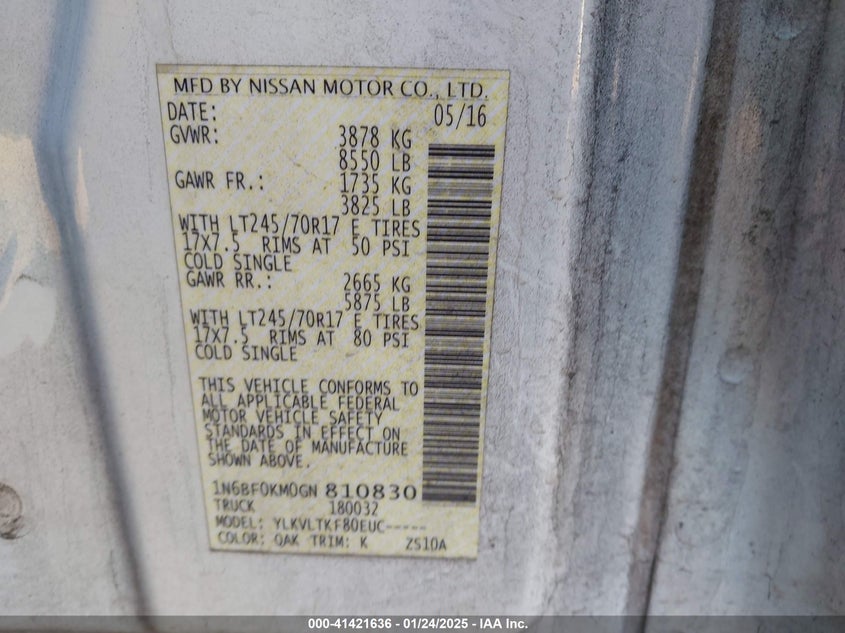 MFD BY NISSAN MOTOR CO., LTD.
DATE: 05/16
GVWR: 3878 KG
8550 LB
GAWR FR.: 1735 KG
3825 LB
WITH LT245/70R17 E TIRES
17X7.5 RIMS AT 50 PSI
COLD SINGLE
GAWR RR.: 2665 KG
5875 LB
WITH LT245/70R17 E TIRES
17X7.5 RIMS AT 80 PSI
COLD SINGLE
THIS VEHICLE CONFORMS TO
ALL APPLICABLE FEDERAL
MOTOR VEHICLE SAFETY
STANDARDS IN EFFECT ON
THE DATE OF MANUFACTURE
SHOWN ABOVE.
1N6BF0KM0GN 810830
TRUCK 180032
MODEL: YLKVLTKF80EUC-----
COLOR: QAK TRIM: K ZS10A
000-41421636 - 01/24/2025 - IAA Inc.